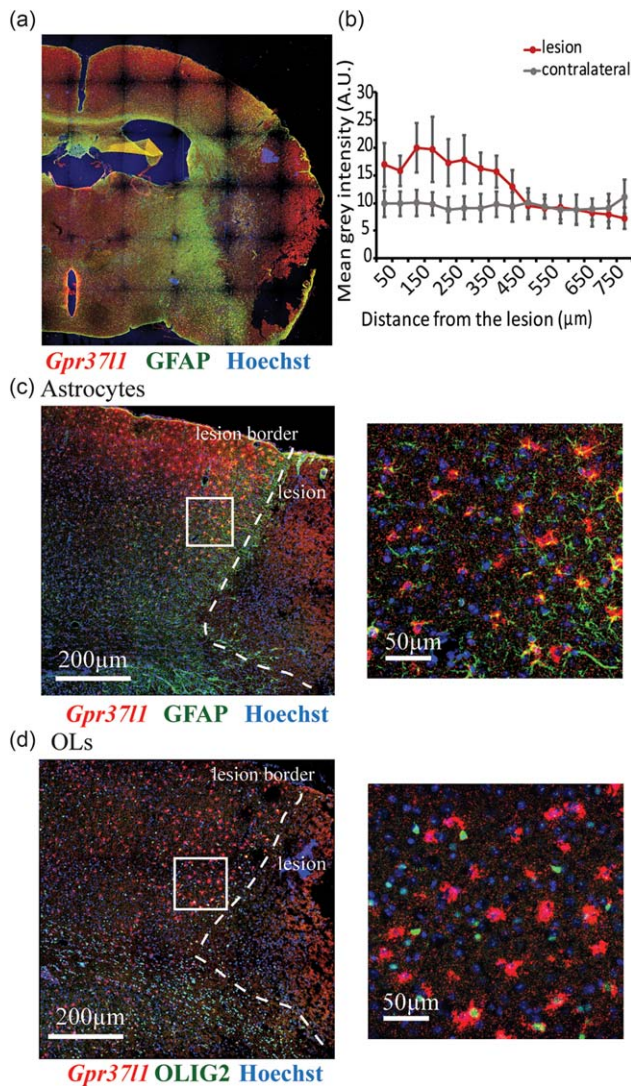 (a)
Gpr37l1 GFAP Hoechst
(b)
lesion
contralateral
Mean grey intensity (A.U.)
30
25
20
15
10
5
0
50
150
250
350
450
550
650
750
Distance from the lesion (μm)
(c) Astrocytes
lesion border
lesion
200μm
50μm
Gpr37l1 GFAP Hoechst
(d) OLs
lesion border
lesion
200μm
50μm
Gpr37l1 OLIG2 Hoechst